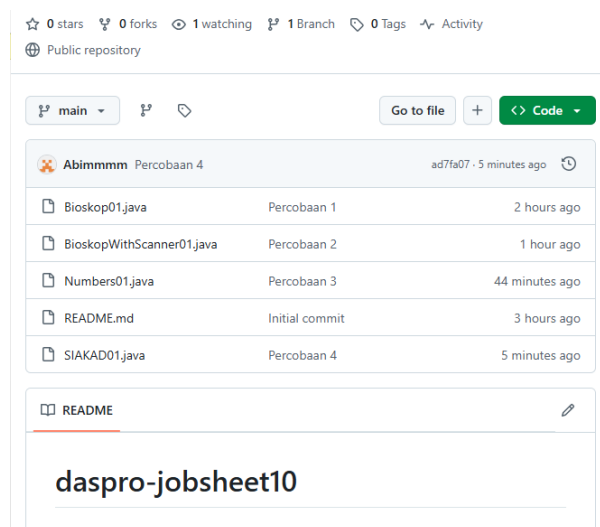 0 stars 0 forks 1 watching 1 Branch 0 Tags Activity
Public repository
main Go to file + <> Code
Abimmmm Percobaan 4 ad7fa07 · 5 minutes ago
Bioskop01.java Percobaan 1 2 hours ago
BioskopWithScanner01.java Percobaan 2 1 hour ago
Numbers01.java Percobaan 3 44 minutes ago
README.md Initial commit 3 hours ago
SIAKAD01.java Percobaan 4 5 minutes ago
README
daspro-jobsheet10